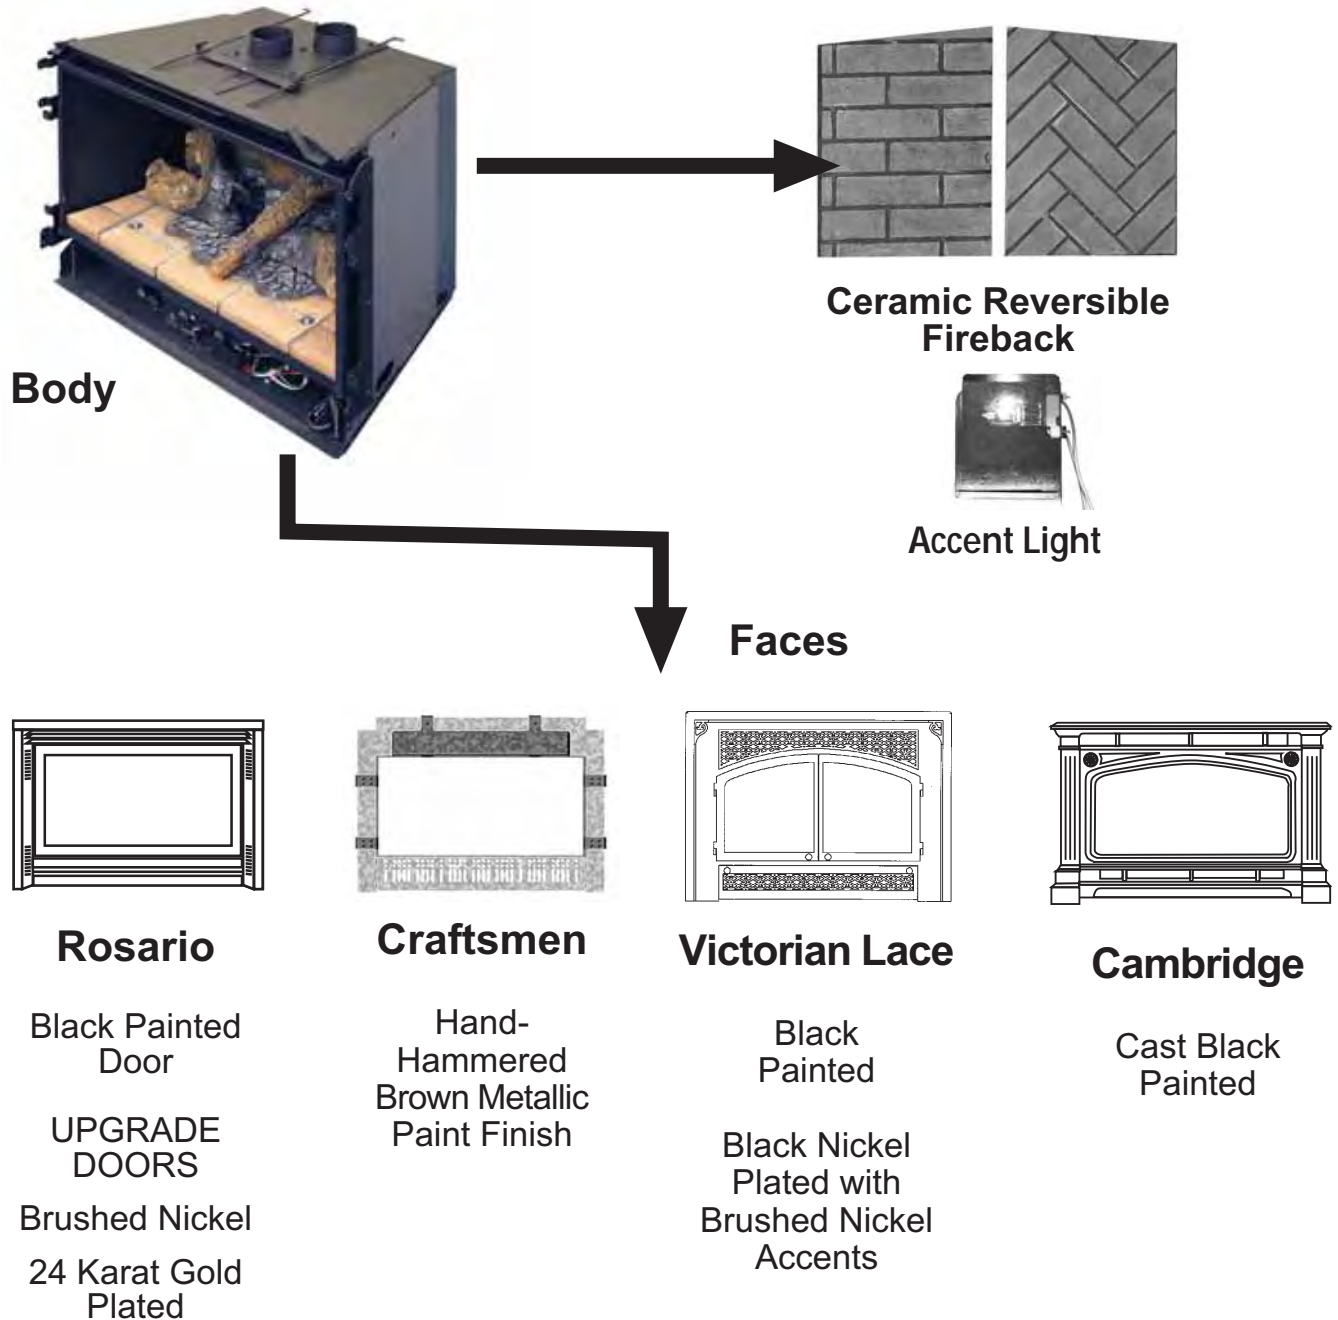 Body
Ceramic Reversible
Fireback
Accent Light
Faces
Rosario
Black Painted
Door
UPGRADE
DOORS
Brushed Nickel
24 Karat Gold
Plated
Craftsmen
Hand-
Hammered
Brown Metallic
Paint Finish
Victorian Lace
Black
Painted
Black Nickel
Plated with
Brushed Nickel
Accents
Cambridge
Cast Black
Painted